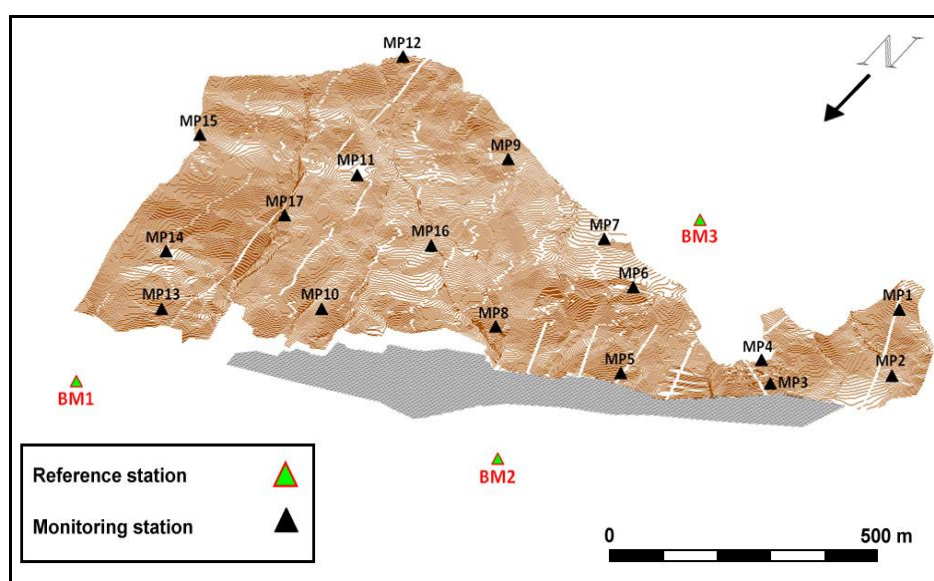 MP12
N
MP15
MP9
MP11
MP17
MP7
BM3
MP14
MP16
MP6
MP13
MP10
MP8
MP1
MP4
MP2
MP5
MP3
BM1
BM2
Reference station
Monitoring station
0 500 m